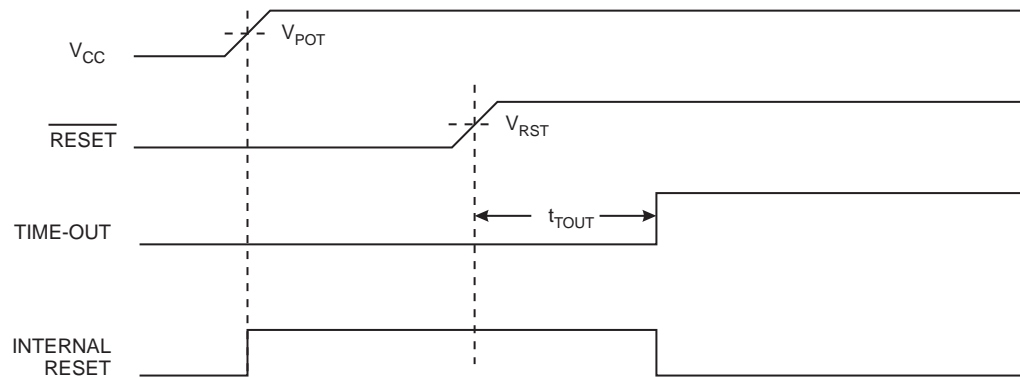 V_CC
V_POT
RESET
V_RST
TIME-OUT
t_TOUT
INTERNAL
RESET